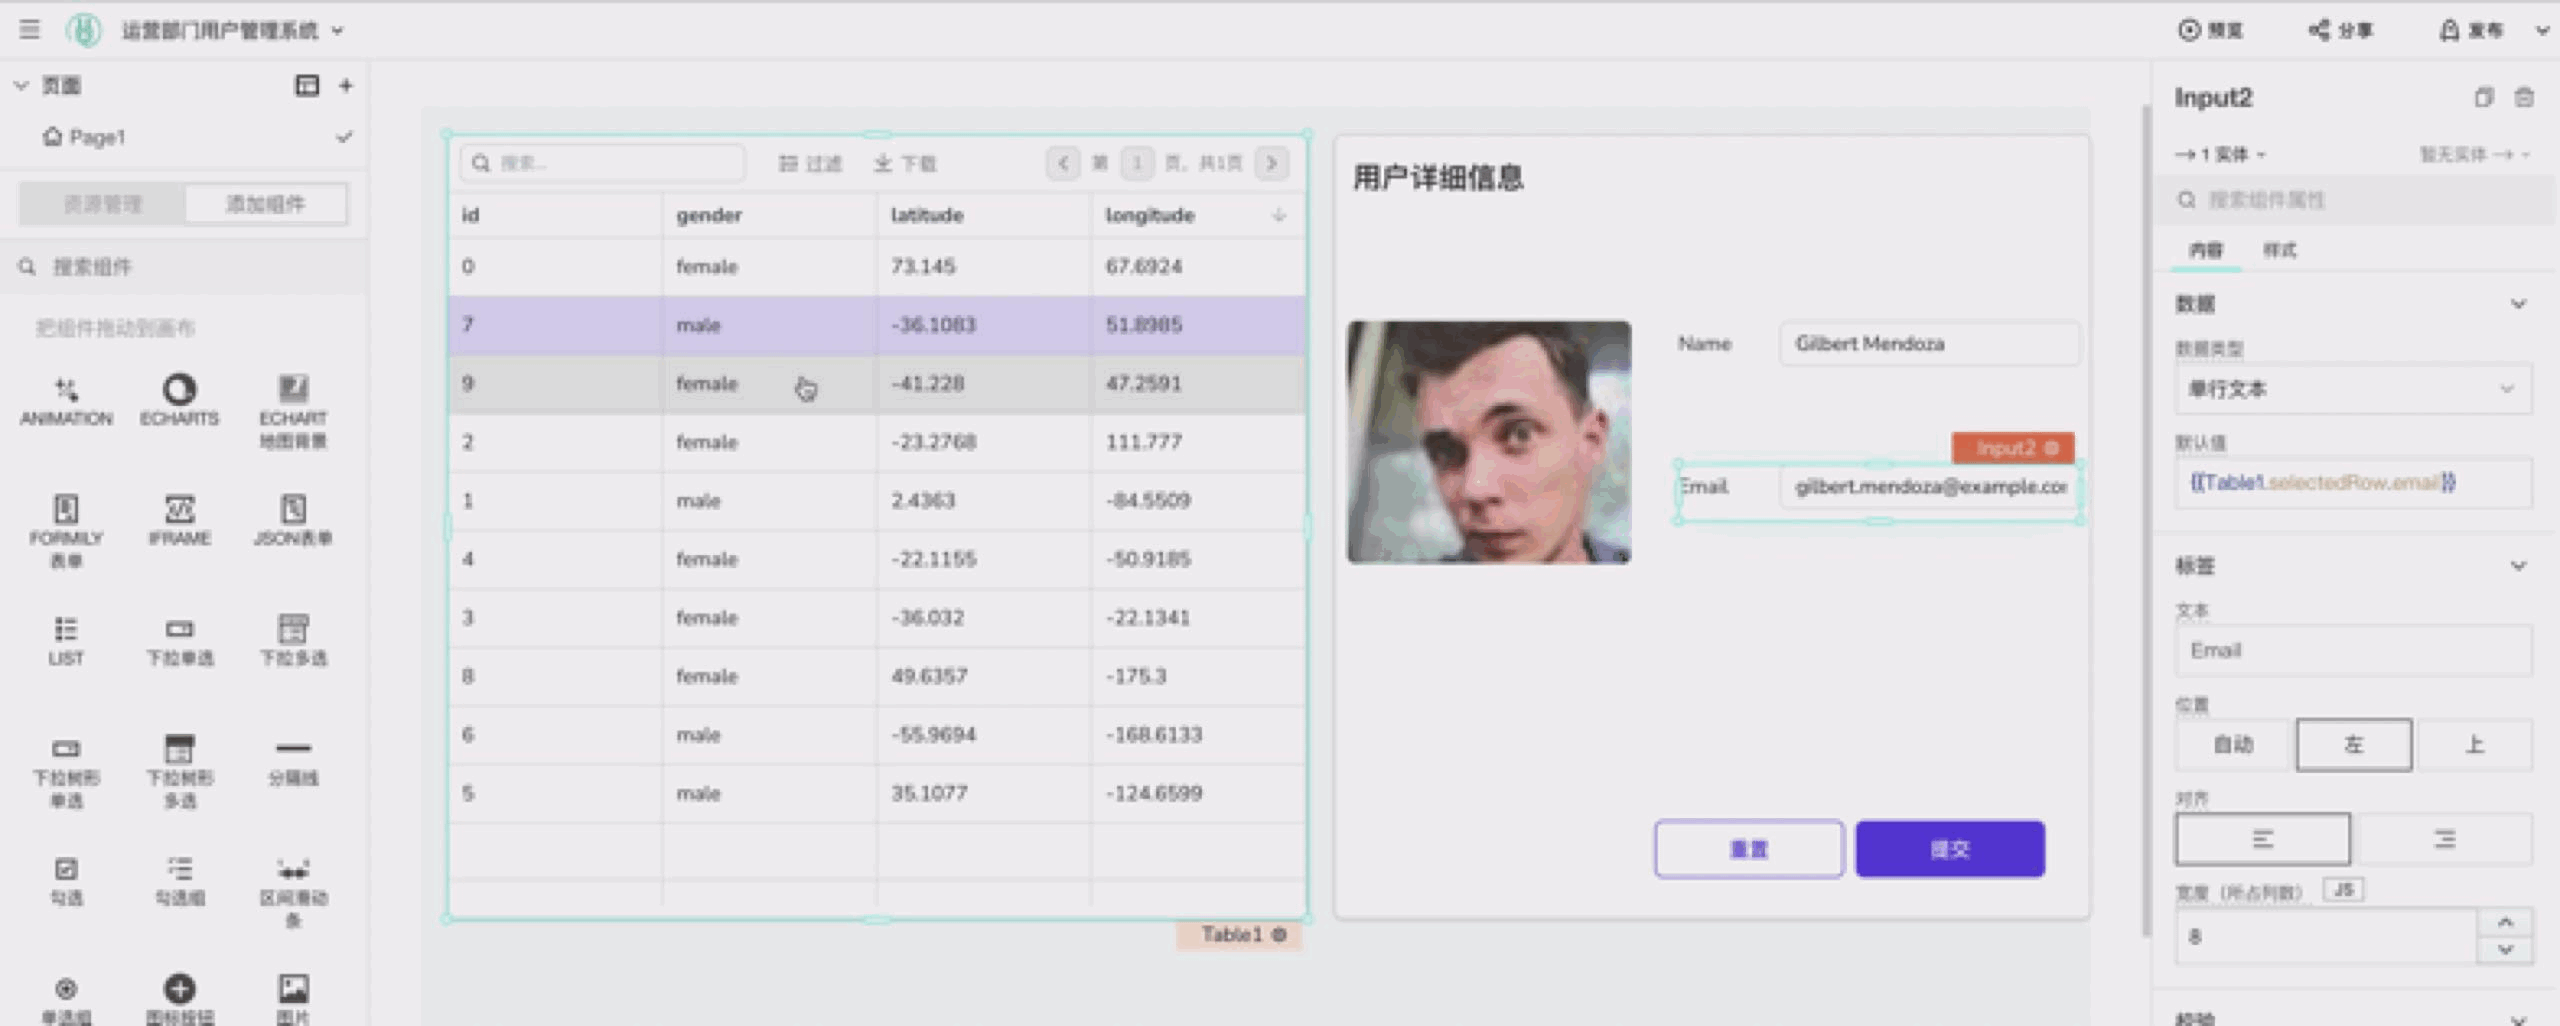 运营部门用户管理系统
预览
分享
发布
页面
Page1
资源管理
添加组件
搜索组件
把组件拖动到画布
ANIMATION
ECHARTS
ECHART
地图背景
FORMILY
表单
IFRAME
JSON表单
LIST
下拉单选
下拉多选
下拉树形
单选
下拉树形
多选
分隔线
勾选
勾选组
区间滑动
条
单选组
图标按钮
图片
搜索...
过滤
下载
第 1 页，共1页
id gender latitude longitude
0 female 73.145 67.6924
7 male -36.1083 51.8985
9 female -41.228 47.2591
2 female -23.2768 111.777
1 male 2.4363 -84.5509
4 female -22.1155 -50.9185
3 female -36.032 -22.1341
8 female 49.6357 -175.3
6 male -55.9694 -168.6133
5 male 35.1077 -124.6599
Table1
用户详细信息
Name
Gilbert Mendoza
Input2
Email
gilbert.mendoza@example.com
重置
提交
Input2
1 实体
暂无实体
搜索组件属性
内容
样式
数据
数据类型
单行文本
默认值
{{Table1.selectedRow.email}}
标签
文本
Email
位置
自动
左
上
对齐
宽度（所占列数）
JS
8
校验